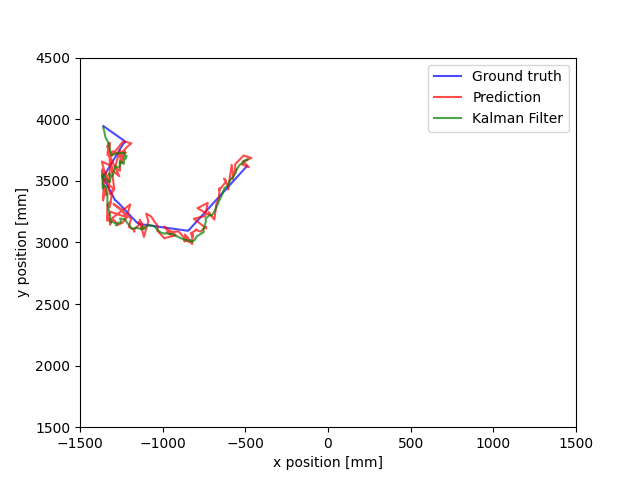 4500
4000
3500
3000
2500
2000
1500
y position [mm]
Ground truth
Prediction
Kalman Filter
−1500
−1000
−500
0
500
1000
1500
x position [mm]